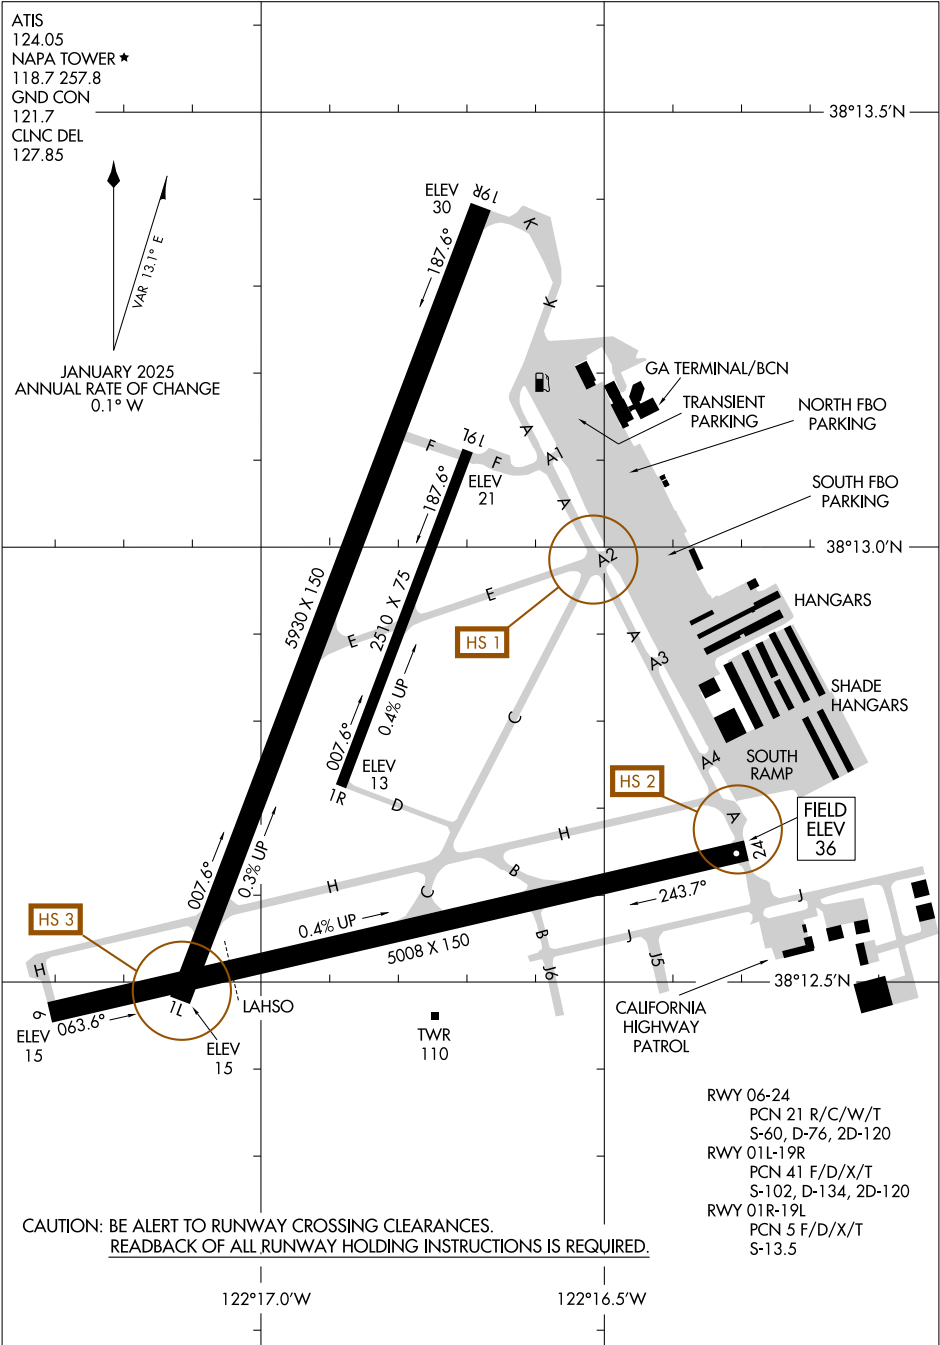 ATIS
124.05
NAPA TOWER ★
118.7 257.8
GND CON
121.7
CLNC DEL
127.85
38°13.5'N
VAR 13.1° E
JANUARY 2025
ANNUAL RATE OF CHANGE
0.1° W
ELEV
30
19R
187.6°
K
K
GA TERMINAL/BCN
TRANSIENT
PARKING
NORTH FBO
PARKING
SOUTH FBO
PARKING
A
A1
A
F
F
19L
ELEV
21
187.6°
38°13.0'N
A2
HS 1
E
E
5930 X 150
2510 X 75
HANGARS
A
A3
SHADE
HANGARS
C
0.4% UP
007.6°
1R
ELEV
13
D
A4
SOUTH
RAMP
HS 2
A
FIELD
ELEV
36
24
H
H
H
B
C
B
243.7°
007.6°
0.3% UP
0.4% UP
5008 X 150
HS 3
J
J
J5
J6
38°12.5'N
6
ELEV
15
063.6°
1L
ELEV
15
LAHSO
TWR
110
CALIFORNIA
HIGHWAY
PATROL
RWY 06-24
PCN 21 R/C/W/T
S-60, D-76, 2D-120
RWY 01L-19R
PCN 41 F/D/X/T
S-102, D-134, 2D-120
RWY 01R-19L
PCN 5 F/D/X/T
S-13.5
CAUTION: BE ALERT TO RUNWAY CROSSING CLEARANCES.
READBACK OF ALL RUNWAY HOLDING INSTRUCTIONS IS REQUIRED.
122°17.0'W
122°16.5'W